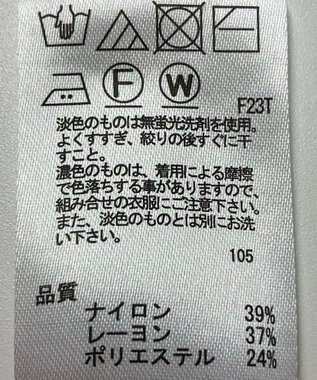 F W
F23T
淡色のものは無蛍光洗剤を使用。
よくすすぎ、絞りの後すぐに干
すこと。
濃色のものは、着用による摩擦
で色落ちする事がありますので、
組み合せの衣服にご注意下さい。
また、淡色のものとは別にお洗
い下さい。
105
品質
ナイロン 39%
レーヨン 37%
ポリエステル 24%